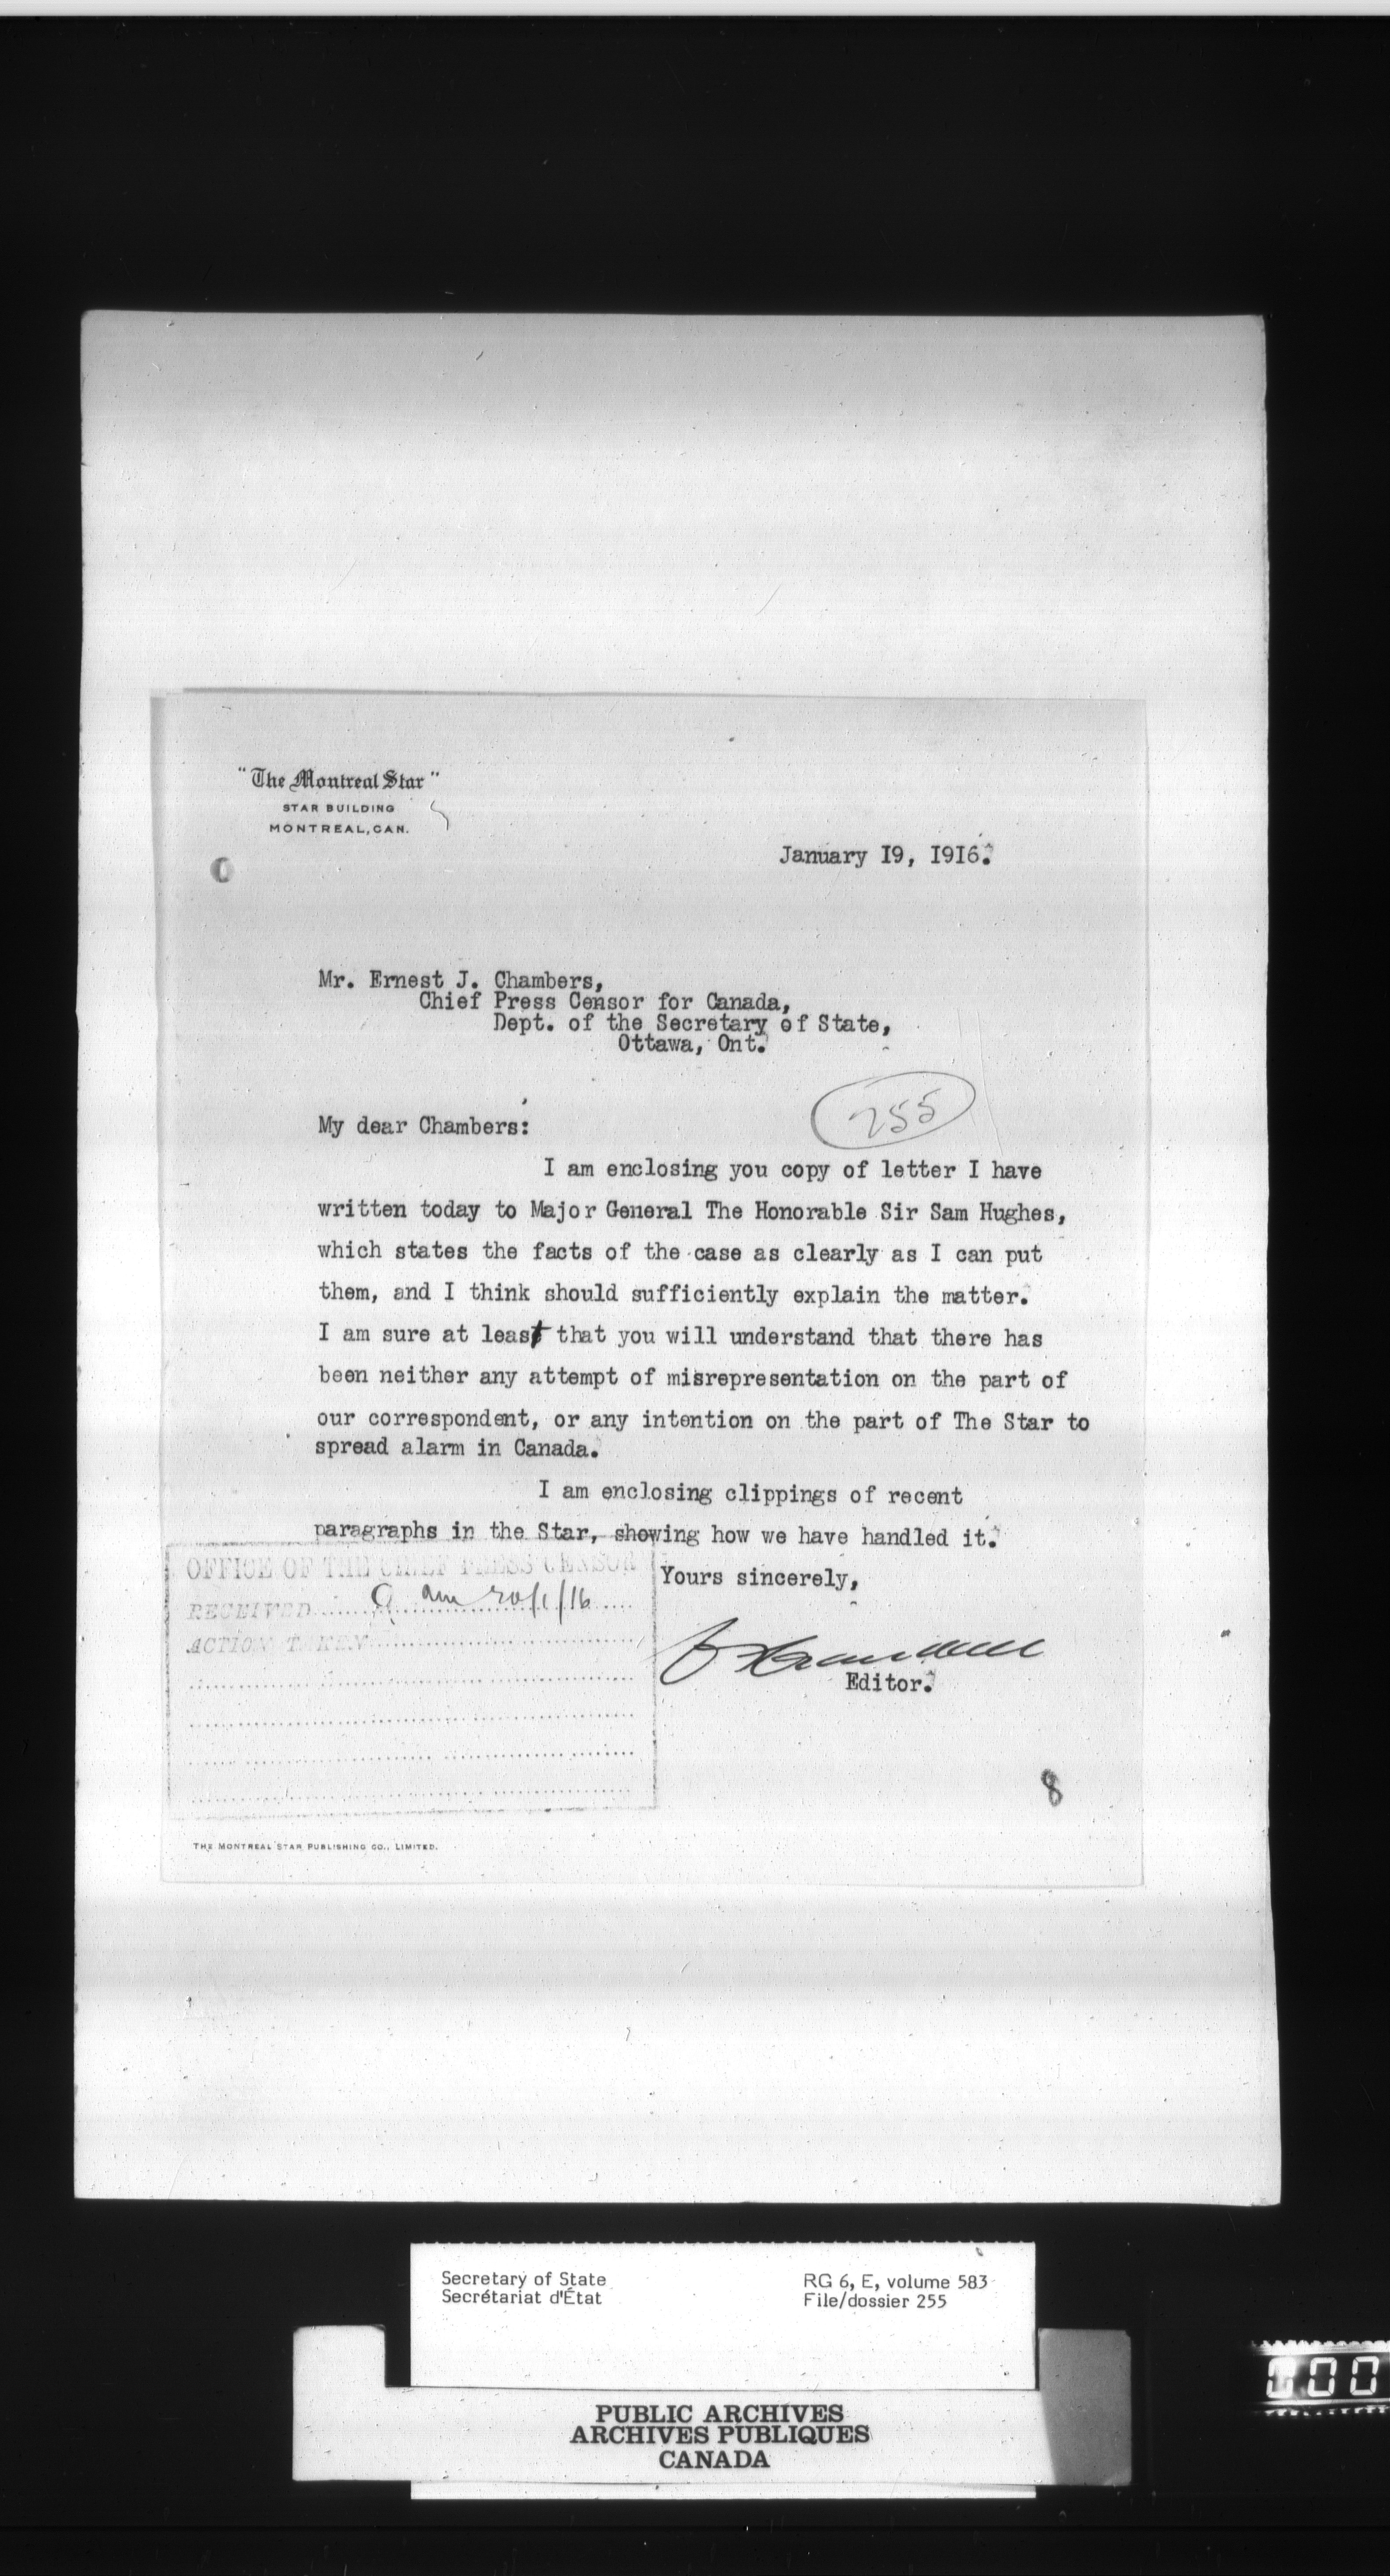 "The Montreal Star"
STAR BUILDING
MONTREAL, CAN.
January I9, I9I6.
Mr. Ernest J. Chambers,
Chief Press Censor for Canada,
Dept. of the Secretary of State,
Ottawa, Ont.
255
My dear Chambers:
I am enclosing you copy of letter I have
written today to Major General The Honorable Sir Sam Hughes,
which states the facts of the case as clearly as I can put
them, and I think should sufficiently explain the matter.
I am sure at least that you will understand that there has
been neither any attempt of misrepresentation on the part of
our correspondent, or any intention on the part of The Star to
spread alarm in Canada.
I am enclosing clippings of recent
paragraphs in the Star, showing how we have handled it.
Yours sincerely,
OFFICE OF THE CHIEF PRESS CENSOR
RECEIVED 9 am 20/1/16
ACTION TAKEN
Editor.
8
THE MONTREAL STAR PUBLISHING CO., LIMITED.
Secretary of State
Secrétariat d'État
RG 6, E, volume 583
File/dossier 255
PUBLIC ARCHIVES
ARCHIVES PUBLIQUES
CANADA
000